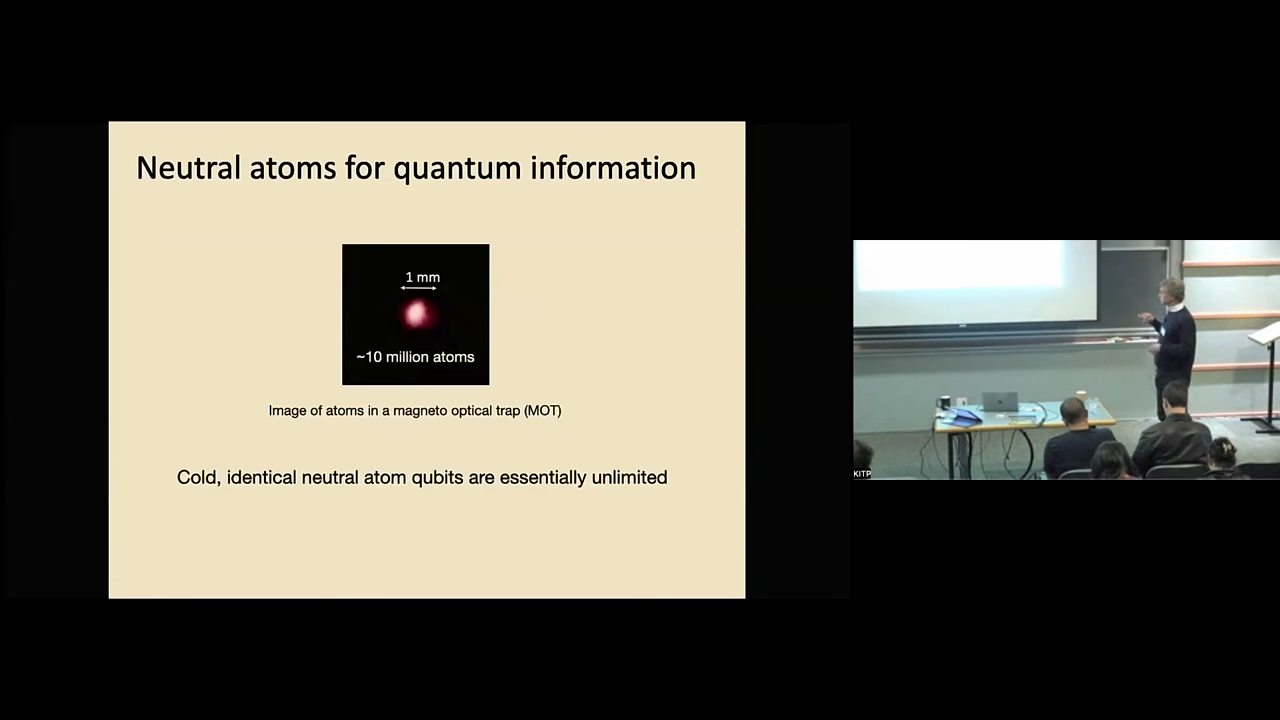 Neutral atoms for quantum information
1 mm
~10 million atoms
Image of atoms in a magneto optical trap (MOT)
Cold, identical neutral atom qubits are essentially unlimited
KITP